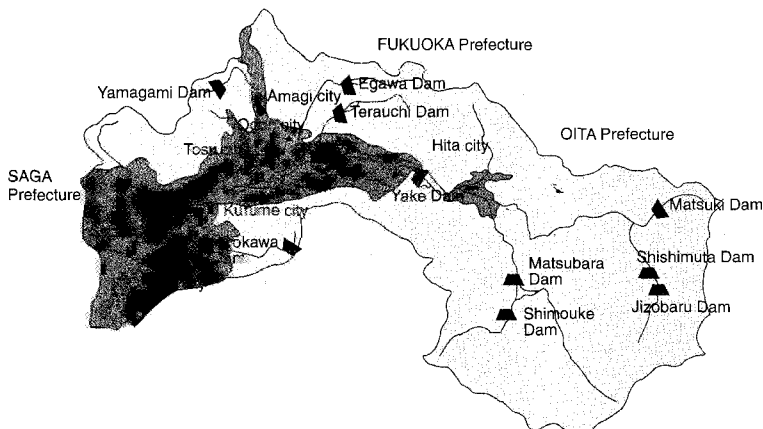 FUKUOKA Prefecture
Yamagami Dam
Egawa Dam
Amagi city
Terauchi Dam
OITA Prefecture
Hita city
SAGA
Prefecture
Yake Dam
Matsuki Dam
Kurume city
Matsubara
Dam
Shishimuta Dam
Jizobaru Dam
Shimouke
Dam